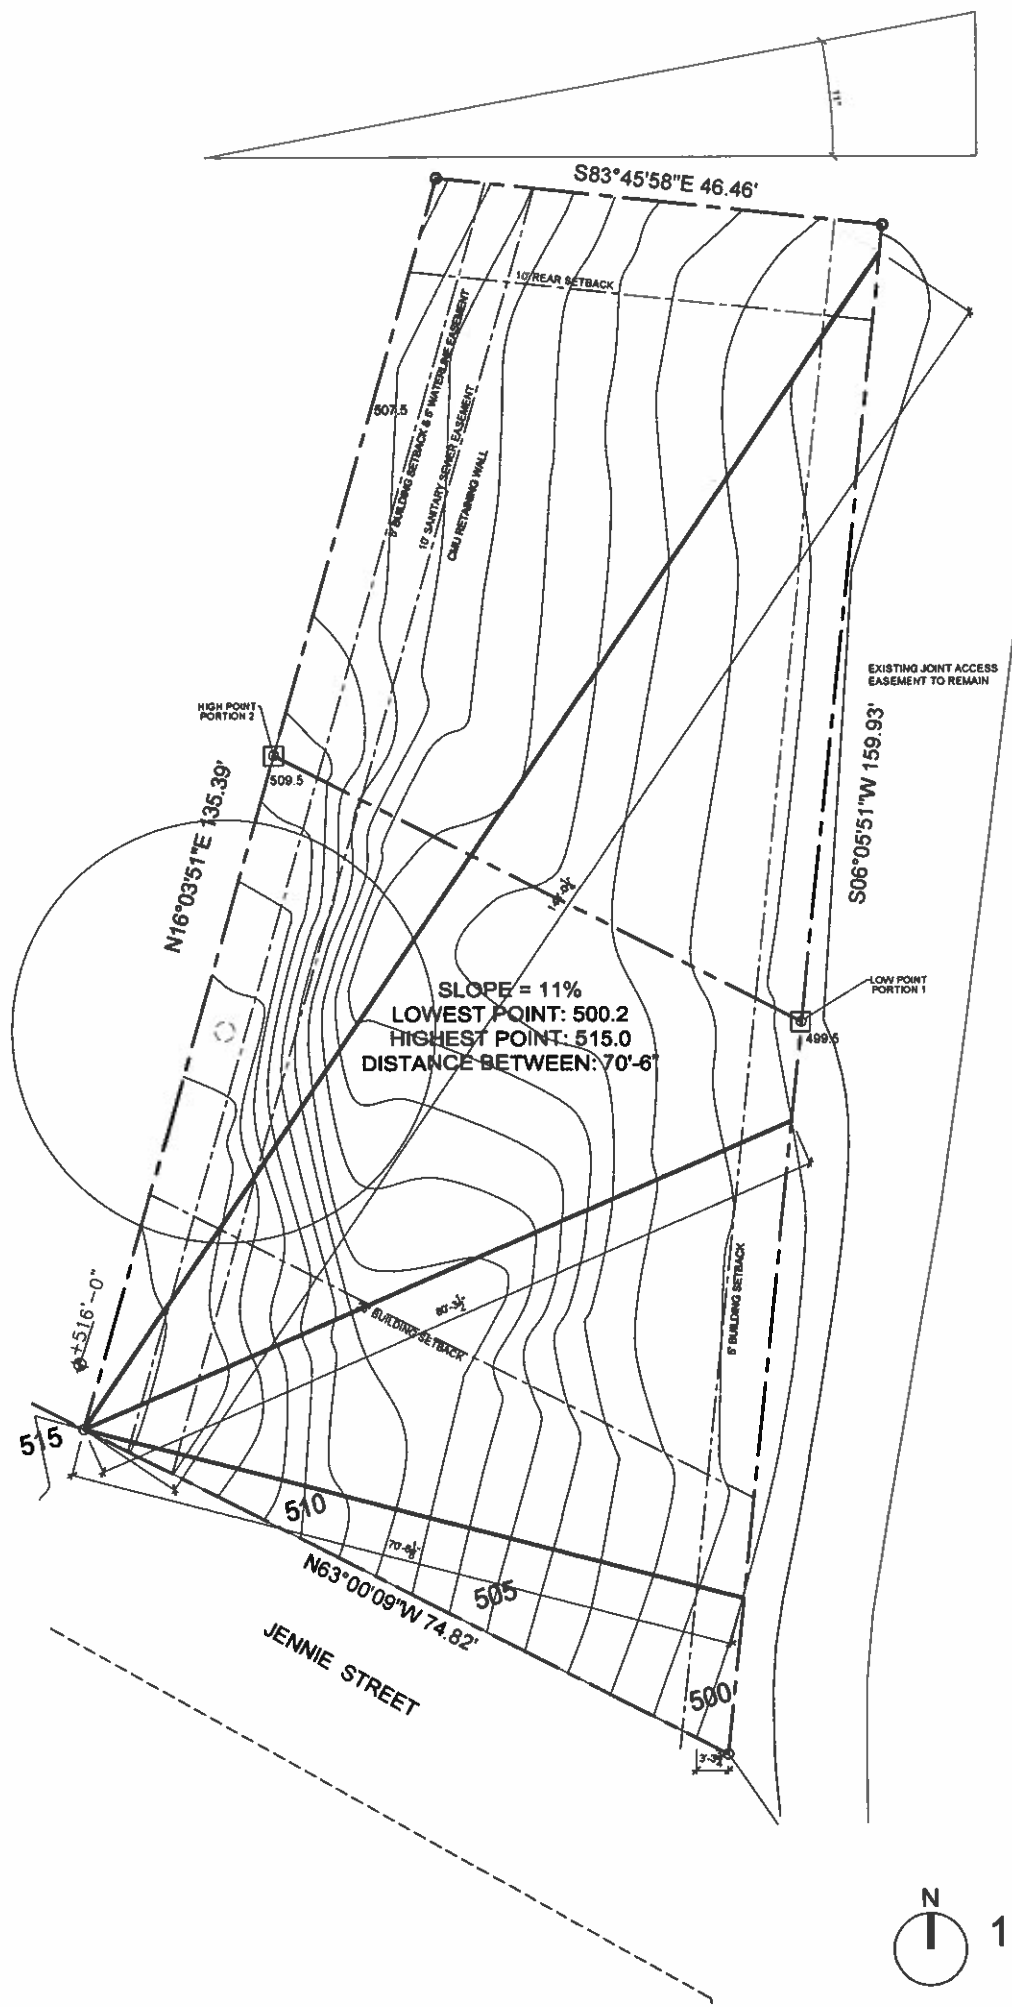 11°
S83°45'58"E 46.46'
10' REAR SETBACK
507.5
5' BUILDING SETBACK & 5' WATERLINE EASEMENT
10' SANITARY SEWER EASEMENT
CMU RETAINING WALL
EXISTING JOINT ACCESS
EASEMENT TO REMAIN
HIGH POINT
PORTION 2
509.5
N16°03'51"E 135.39'
S06°05'51"W 159.93'
LOW POINT
PORTION 1
499.5
SLOPE = 11%
LOWEST POINT: 500.2
HIGHEST POINT: 515.0
DISTANCE BETWEEN: 70'-6"
+516'-0"
BUILDING SETBACK
5' BUILDING SETBACK
515
510
505
500
N63°00'09"W 74.82'
JENNIE STREET
N
1